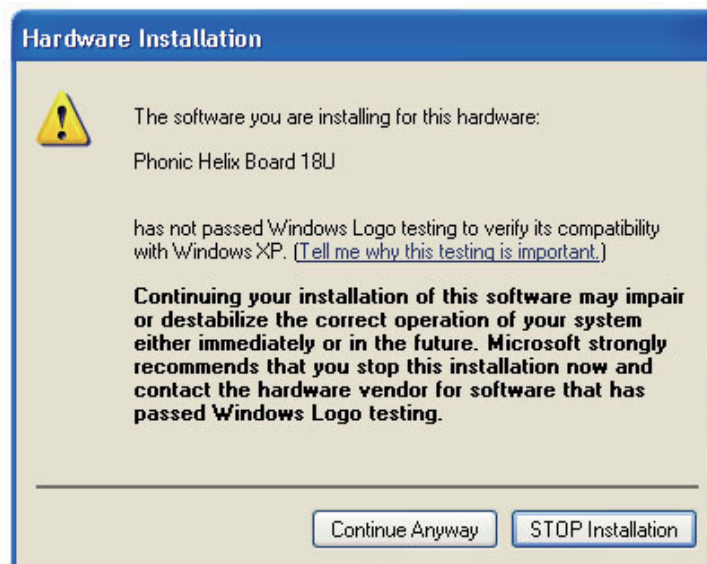 Hardware Installation
The software you are installing for this hardware:
Phonic Helix Board 18U
has not passed Windows Logo testing to verify its compatibility
with Windows XP. (Tell me why this testing is important.)
Continuing your installation of this software may impair
or destabilize the correct operation of your system
either immediately or in the future. Microsoft strongly
recommends that you stop this installation now and
contact the hardware vendor for software that has
passed Windows Logo testing.
Continue Anyway
STOP Installation